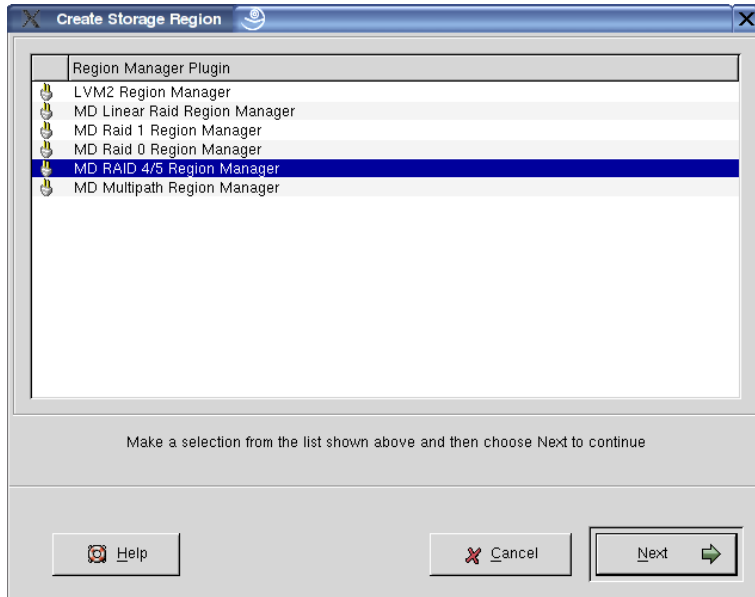 Create Storage Region
Region Manager Plugin
LVM2 Region Manager
MD Linear Raid Region Manager
MD Raid 1 Region Manager
MD Raid 0 Region Manager
MD RAID 4/5 Region Manager
MD Multipath Region Manager
Make a selection from the list shown above and then choose Next to continue
Help
Cancel
Next